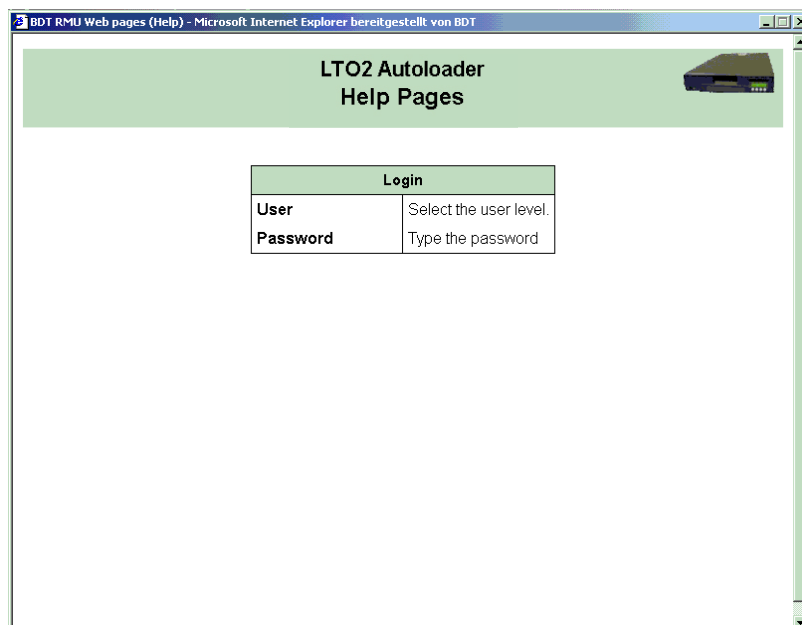 BDT RMU Web pages (Help) - Microsoft Internet Explorer bereitgestellt von BDT
LTO2 Autoloader
Help Pages
Login
User Select the user level.
Password Type the password